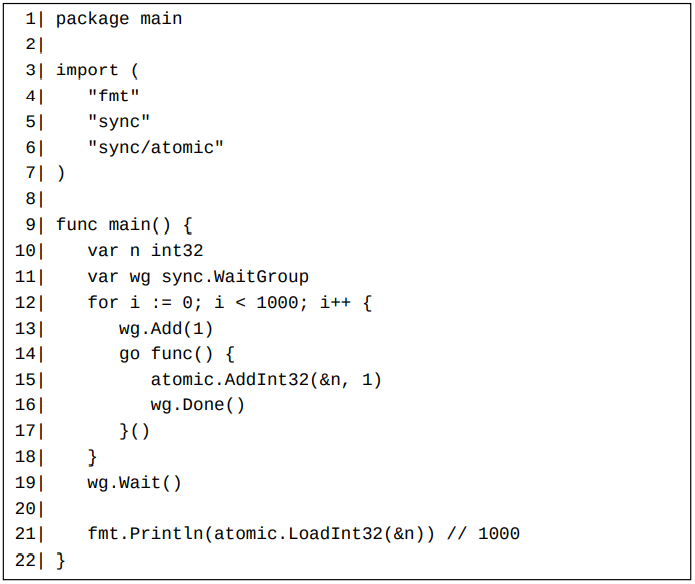 1| package main
2|
3| import (
4|    "fmt"
5|    "sync"
6|    "sync/atomic"
7| )
8|
9| func main() {
10|    var n int32
11|    var wg sync.WaitGroup
12|    for i := 0; i < 1000; i++ {
13|       wg.Add(1)
14|       go func() {
15|          atomic.AddInt32(&n, 1)
16|          wg.Done()
17|       }()
18|    }
19|    wg.Wait()
20|
21|    fmt.Println(atomic.LoadInt32(&n)) // 1000
22| }